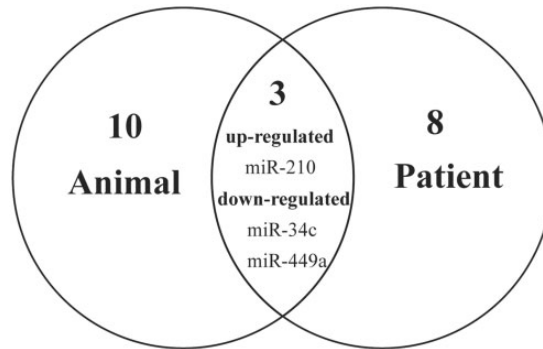 10
Animal
3
up-regulated
miR-210
down-regulated
miR-34c
miR-449a
8
Patient